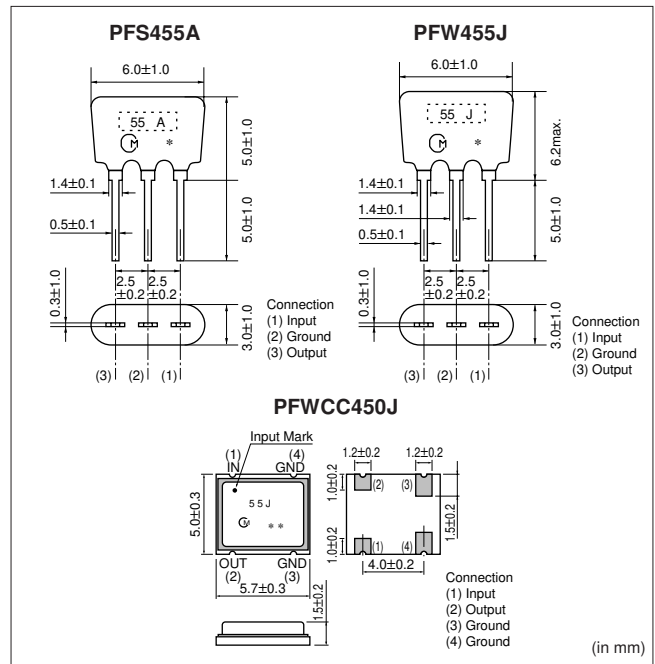 PFS455A
6.0±1.0
55 A
M *
5.0±1.0
5.0±1.0
1.4±0.1
0.5±0.1
2.5 ±0.2
2.5 ±0.2
0.3±1.0
3.0±1.0
(3) (2) (1)
Connection
(1) Input
(2) Ground
(3) Output
PFW455J
6.0±1.0
55 J
M *
6.2max.
5.0±1.0
1.4±0.1
1.4±0.1
0.5±0.1
2.5 ±0.2
2.5 ±0.2
0.3±1.0
3.0±1.0
(3) (2) (1)
Connection
(1) Input
(2) Ground
(3) Output
PFWCC450J
Input Mark
(1) (4)
IN GND
55J
M * *
OUT GND
(2) (3)
5.0±0.3
5.7±0.3
1.5±0.2
1.2±0.2 1.2±0.2
1.0±0.2
(2) (3)
1.5±0.2
1.0±0.2
(1) (4)
4.0±0.2
Connection
(1) Input
(2) Output
(3) Ground
(4) Ground
(in mm)